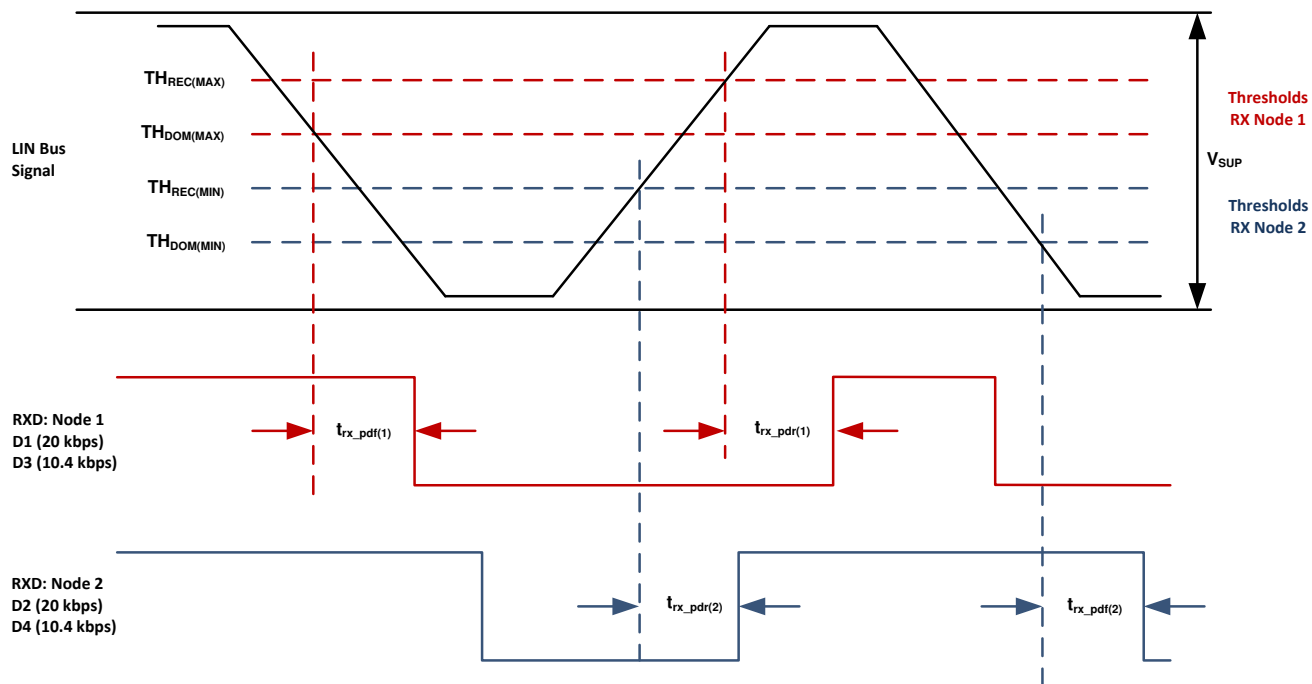 TH_REC(MAX)
TH_DOM(MAX)
LIN Bus
Signal
TH_REC(MIN)
TH_DOM(MIN)
Thresholds
RX Node 1
V_SUP
Thresholds
RX Node 2
RXD: Node 1
D1 (20 kbps)
D3 (10.4 kbps)
t_rx_pdf(1)
t_rx_pdr(1)
RXD: Node 2
D2 (20 kbps)
D4 (10.4 kbps)
t_rx_pdr(2)
t_rx_pdf(2)